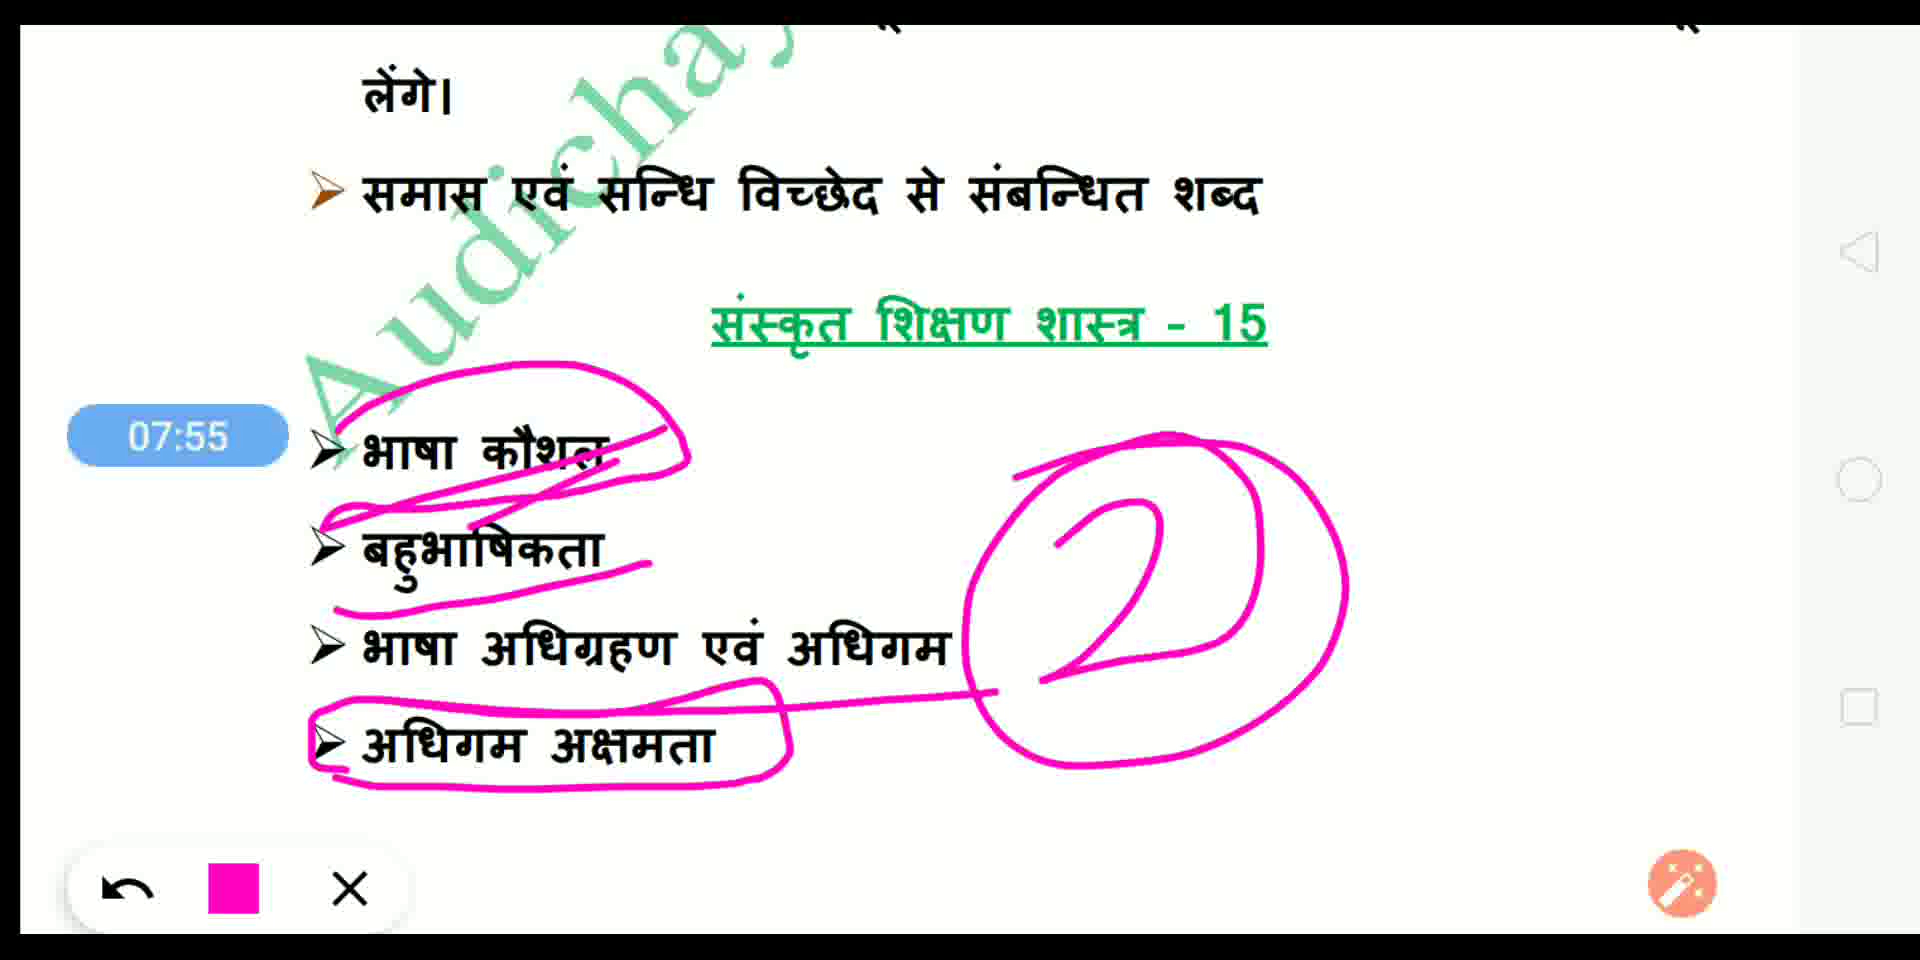 लेंगे।
समास एवं सन्धि विच्छेद से संबन्धित शब्द
संस्कृत शिक्षण शास्त्र - 15
07:55
भाषा कौशल
बहुभाषिकता
भाषा अधिग्रहण एवं अधिगम
2
अधिगम अक्षमता